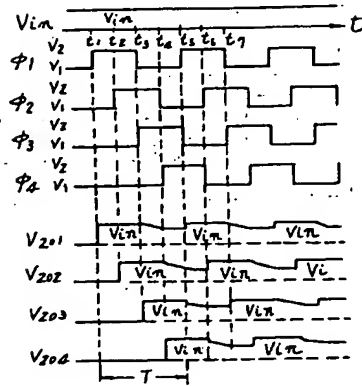 Vin Vin t
t1 t2 t3 t4 t5 t6 t7
φ1 V2 V1
φ2 V2 V1
φ3 V2 V1
φ4 V2 V1
V201 Vin Vin Vin
V202 Vin Vin Vi
V203 Vin Vin
V204 Vin Vin
T